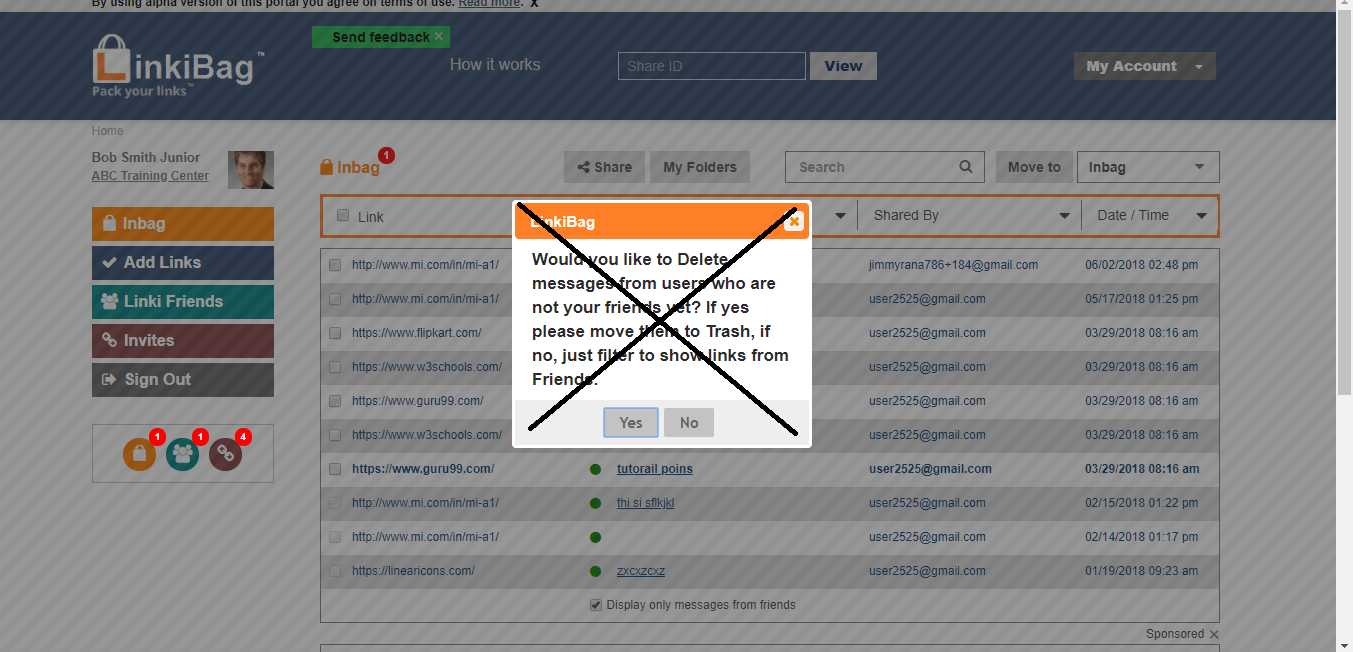 By using alpha version of this portal you agree on terms of use. Read more. X
Send feedback ×
LinkiBag™
Pack your links™
How it works
Share ID
View
My Account
Home
Bob Smith Junior
ABC Training Center
Inbag
Add Links
Linki Friends
Invites
Sign Out
1
1
4
Inbag
1
Share
My Folders
Search
Move to
Inbag
Link
Shared By
Date / Time
http://www.mi.com/in/mi-a1/ jimmyrana786+184@gmail.com 06/02/2018 02:48 pm
http://www.mi.com/in/mi-a1/ user2525@gmail.com 05/17/2018 01:25 pm
http://www.flipkart.com/ user2525@gmail.com 03/29/2018 08:16 am
https://www.w3schools.com/ user2525@gmail.com 03/29/2018 08:16 am
https://www.guru99.com/ user2525@gmail.com 03/29/2018 08:16 am
https://www.w3schools.com/ user2525@gmail.com 03/29/2018 08:16 am
https://www.guru99.com/ tutorail poins user2525@gmail.com 03/29/2018 08:16 am
http://www.mi.com/in/mi-a1/ thi si sflkjkl user2525@gmail.com 02/15/2018 01:22 pm
http://www.mi.com/in/mi-a1/ user2525@gmail.com 02/14/2018 01:17 pm
https://linearicons.com/ zxcxzcxz user2525@gmail.com 01/19/2018 09:23 am
Display only messages from friends
Sponsored
LinkiBag
Would you like to Delete
messages from users who are
not your friends yet? If yes
please move them to Trash, if
no, just filter to show links from
Friends.
Yes
No